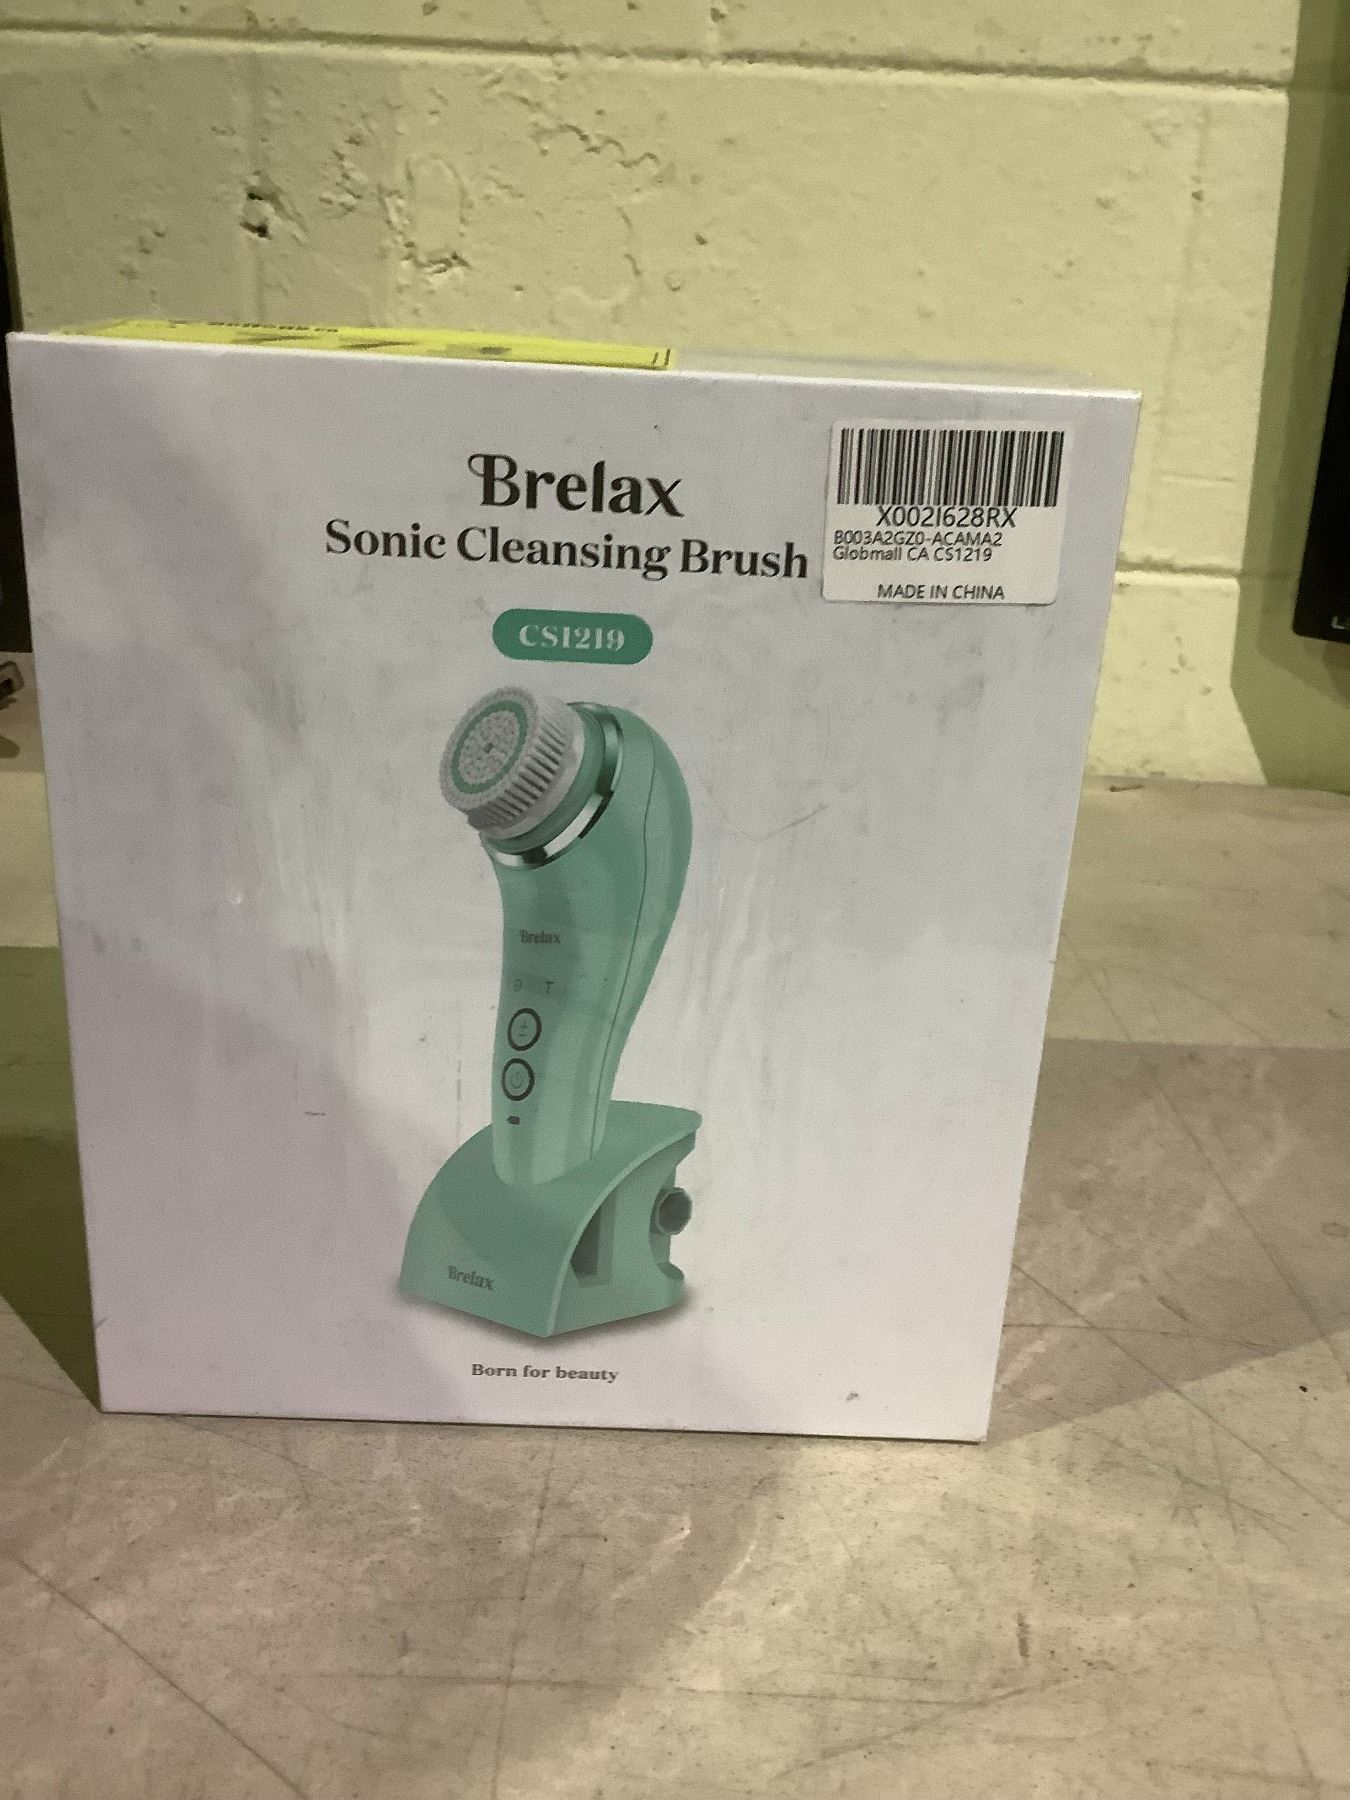 Brelax
Sonic Cleansing Brush
X002I628RX
B003A2GZ0-ACAMA2
Globmall CA CS1219
MADE IN CHINA
CS1219
Brelax
Brelax
Born for beauty